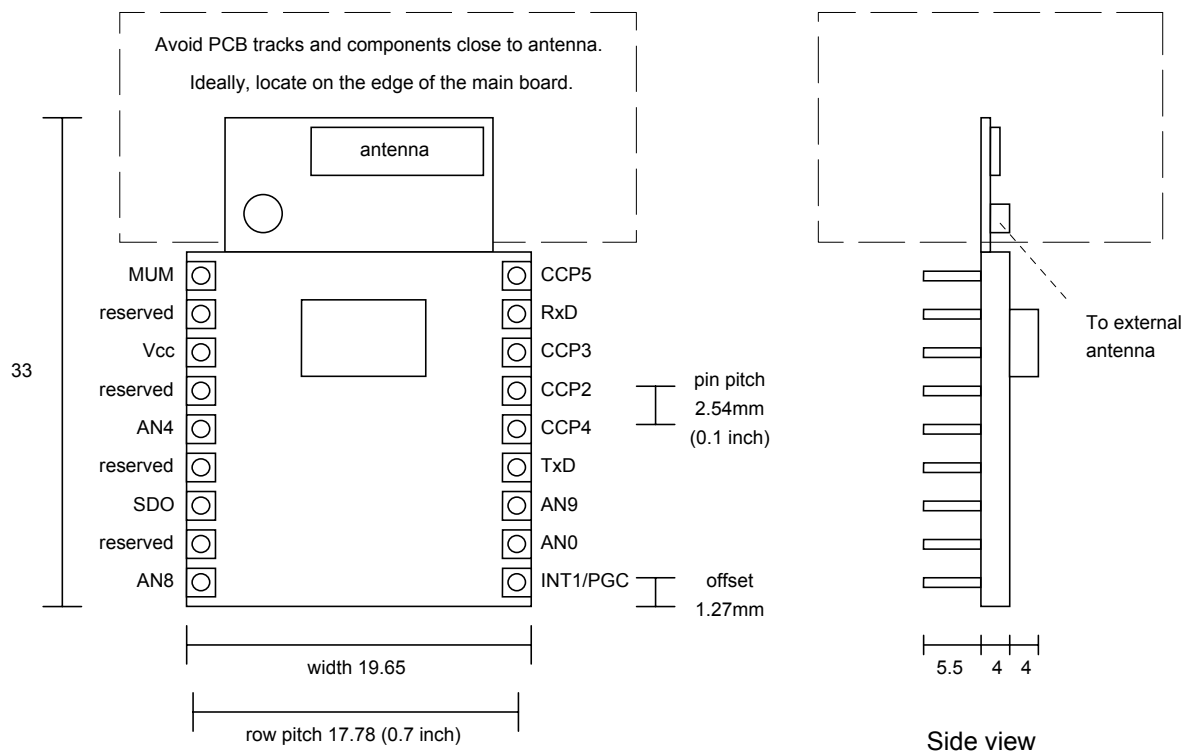 Avoid PCB tracks and components close to antenna.
Ideally, locate on the edge of the main board.
antenna
MUM
CCP5
reserved
RxD
Vcc
CCP3
reserved
CCP2
AN4
CCP4
reserved
TxD
SDO
AN9
reserved
AN0
AN8
INT1/PGC
33
pin pitch
2.54mm
(0.1 inch)
offset
1.27mm
width 19.65
row pitch 17.78 (0.7 inch)
To external
antenna
5.5 4 4
Side view